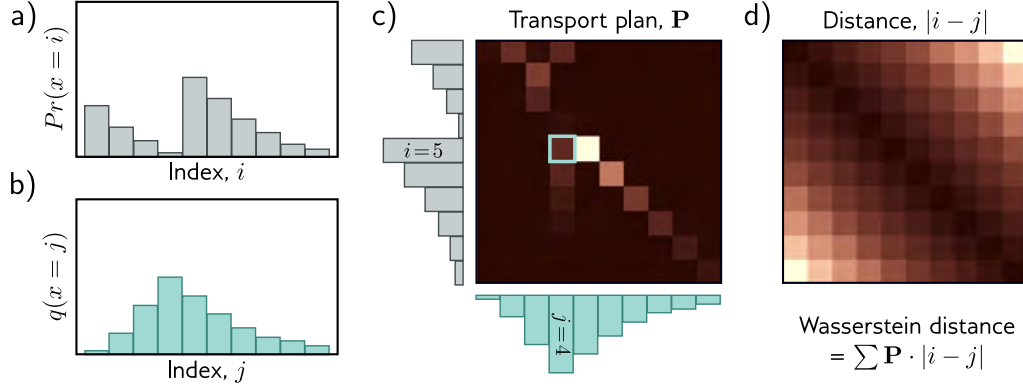 a)
Pr(x = i)
Index, i
b)
q(x = j)
Index, j
c)
Transport plan, P
i = 5
j = 4
d)
Distance, |i − j|
Wasserstein distance
= ∑ P · |i − j|